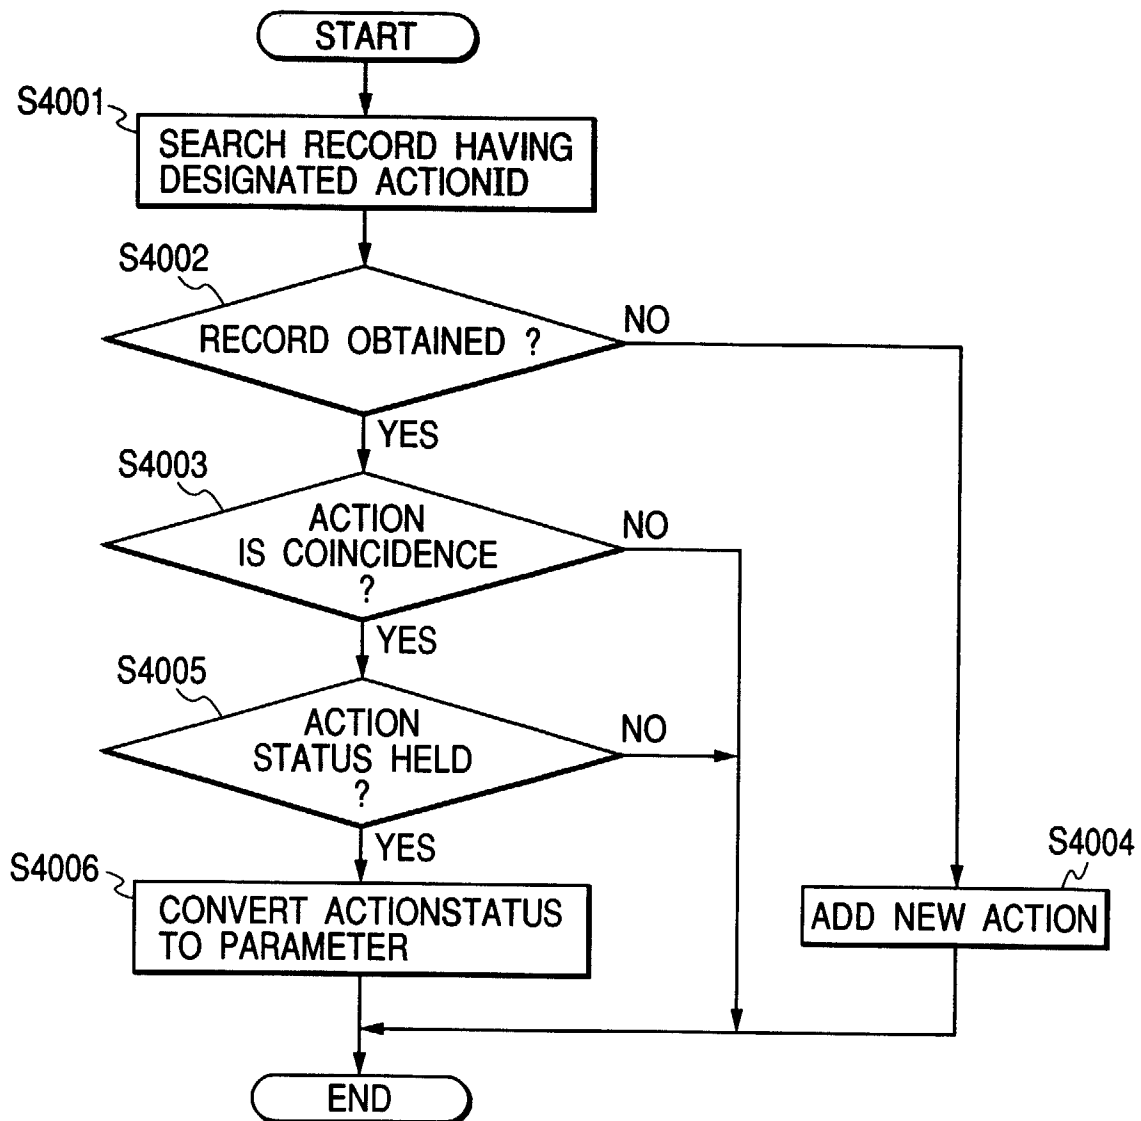 START
S4001
SEARCH RECORD HAVING
DESIGNATED ACTIONID
S4002
RECORD OBTAINED ?
NO
YES
S4003
ACTION
IS COINCIDENCE
?
NO
YES
S4005
ACTION
STATUS HELD
?
NO
YES
S4006
CONVERT ACTIONSTATUS
TO PARAMETER
S4004
ADD NEW ACTION
END